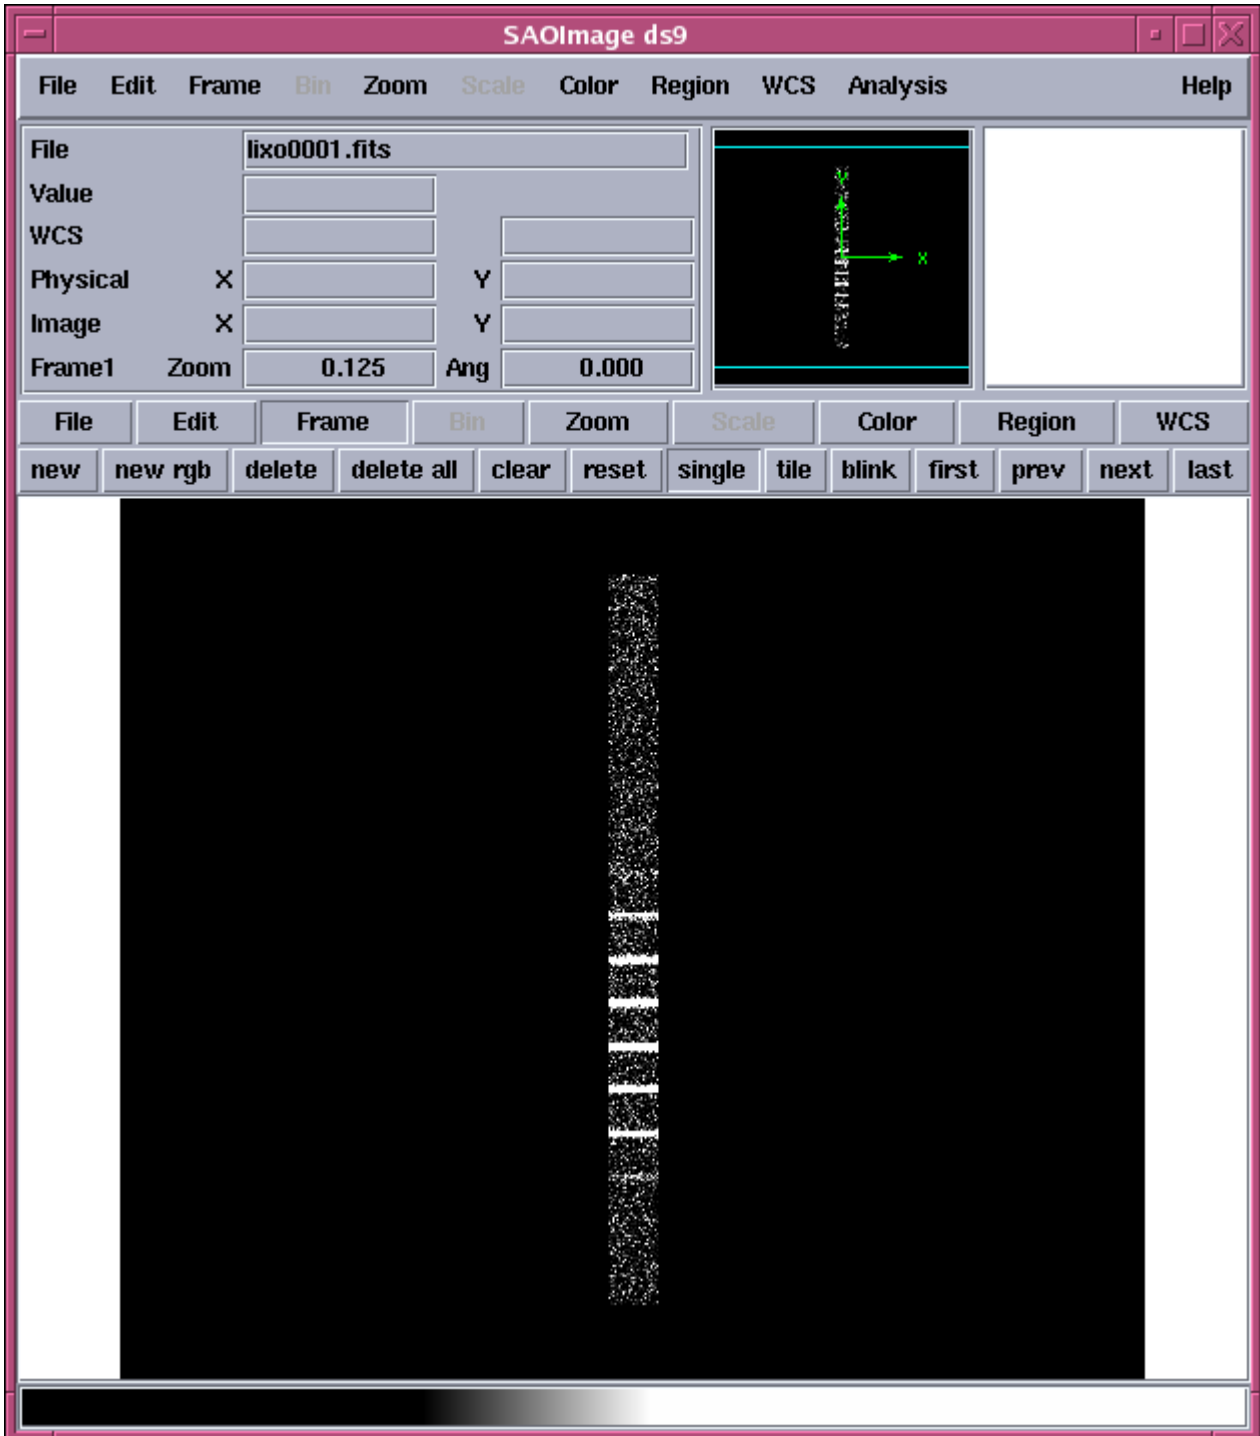 SAOImage ds9
File Edit Frame Bin Zoom Scale Color Region WCS Analysis Help
File lixo0001.fits
Value
WCS
Physical X Y
Image X Y
Frame1 Zoom 0.125 Ang 0.000
Y
X
File Edit Frame Bin Zoom Scale Color Region WCS
new new rgb delete delete all clear reset single tile blink first prev next last